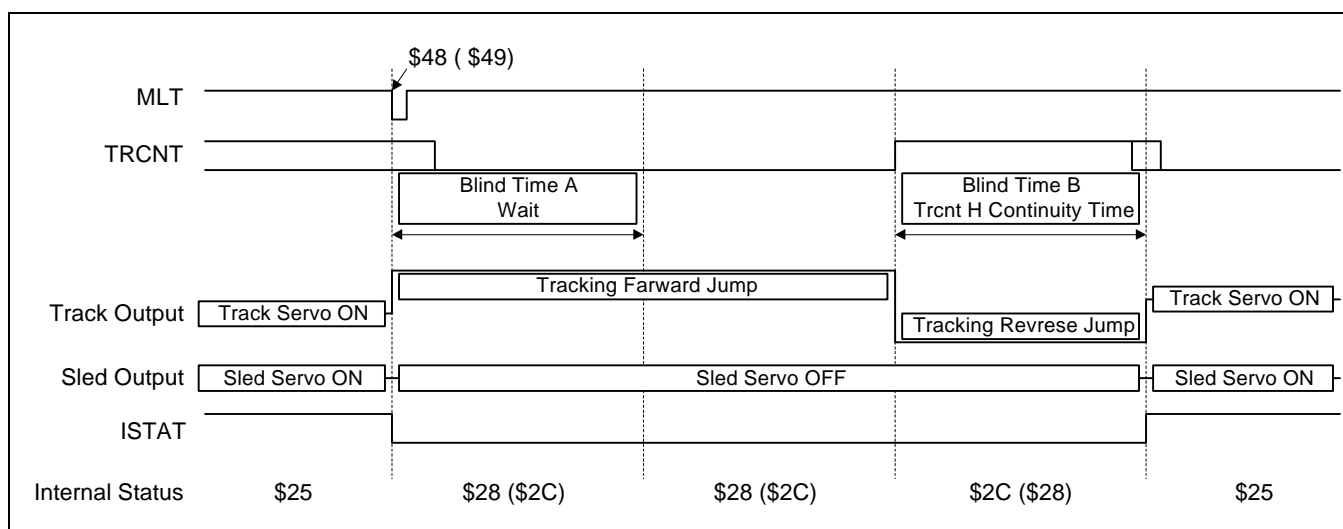 $48 ( $49)
MLT
TRCNT
Blind Time A
Wait
Blind Time B
Trcnt H Continuity Time
Tracking Farward Jump
Track Output
Track Servo ON
Tracking Revrese Jump
Track Servo ON
Sled Output
Sled Servo ON
Sled Servo OFF
Sled Servo ON
ISTAT
Internal Status
$25
$28 ($2C)
$28 ($2C)
$2C ($28)
$25